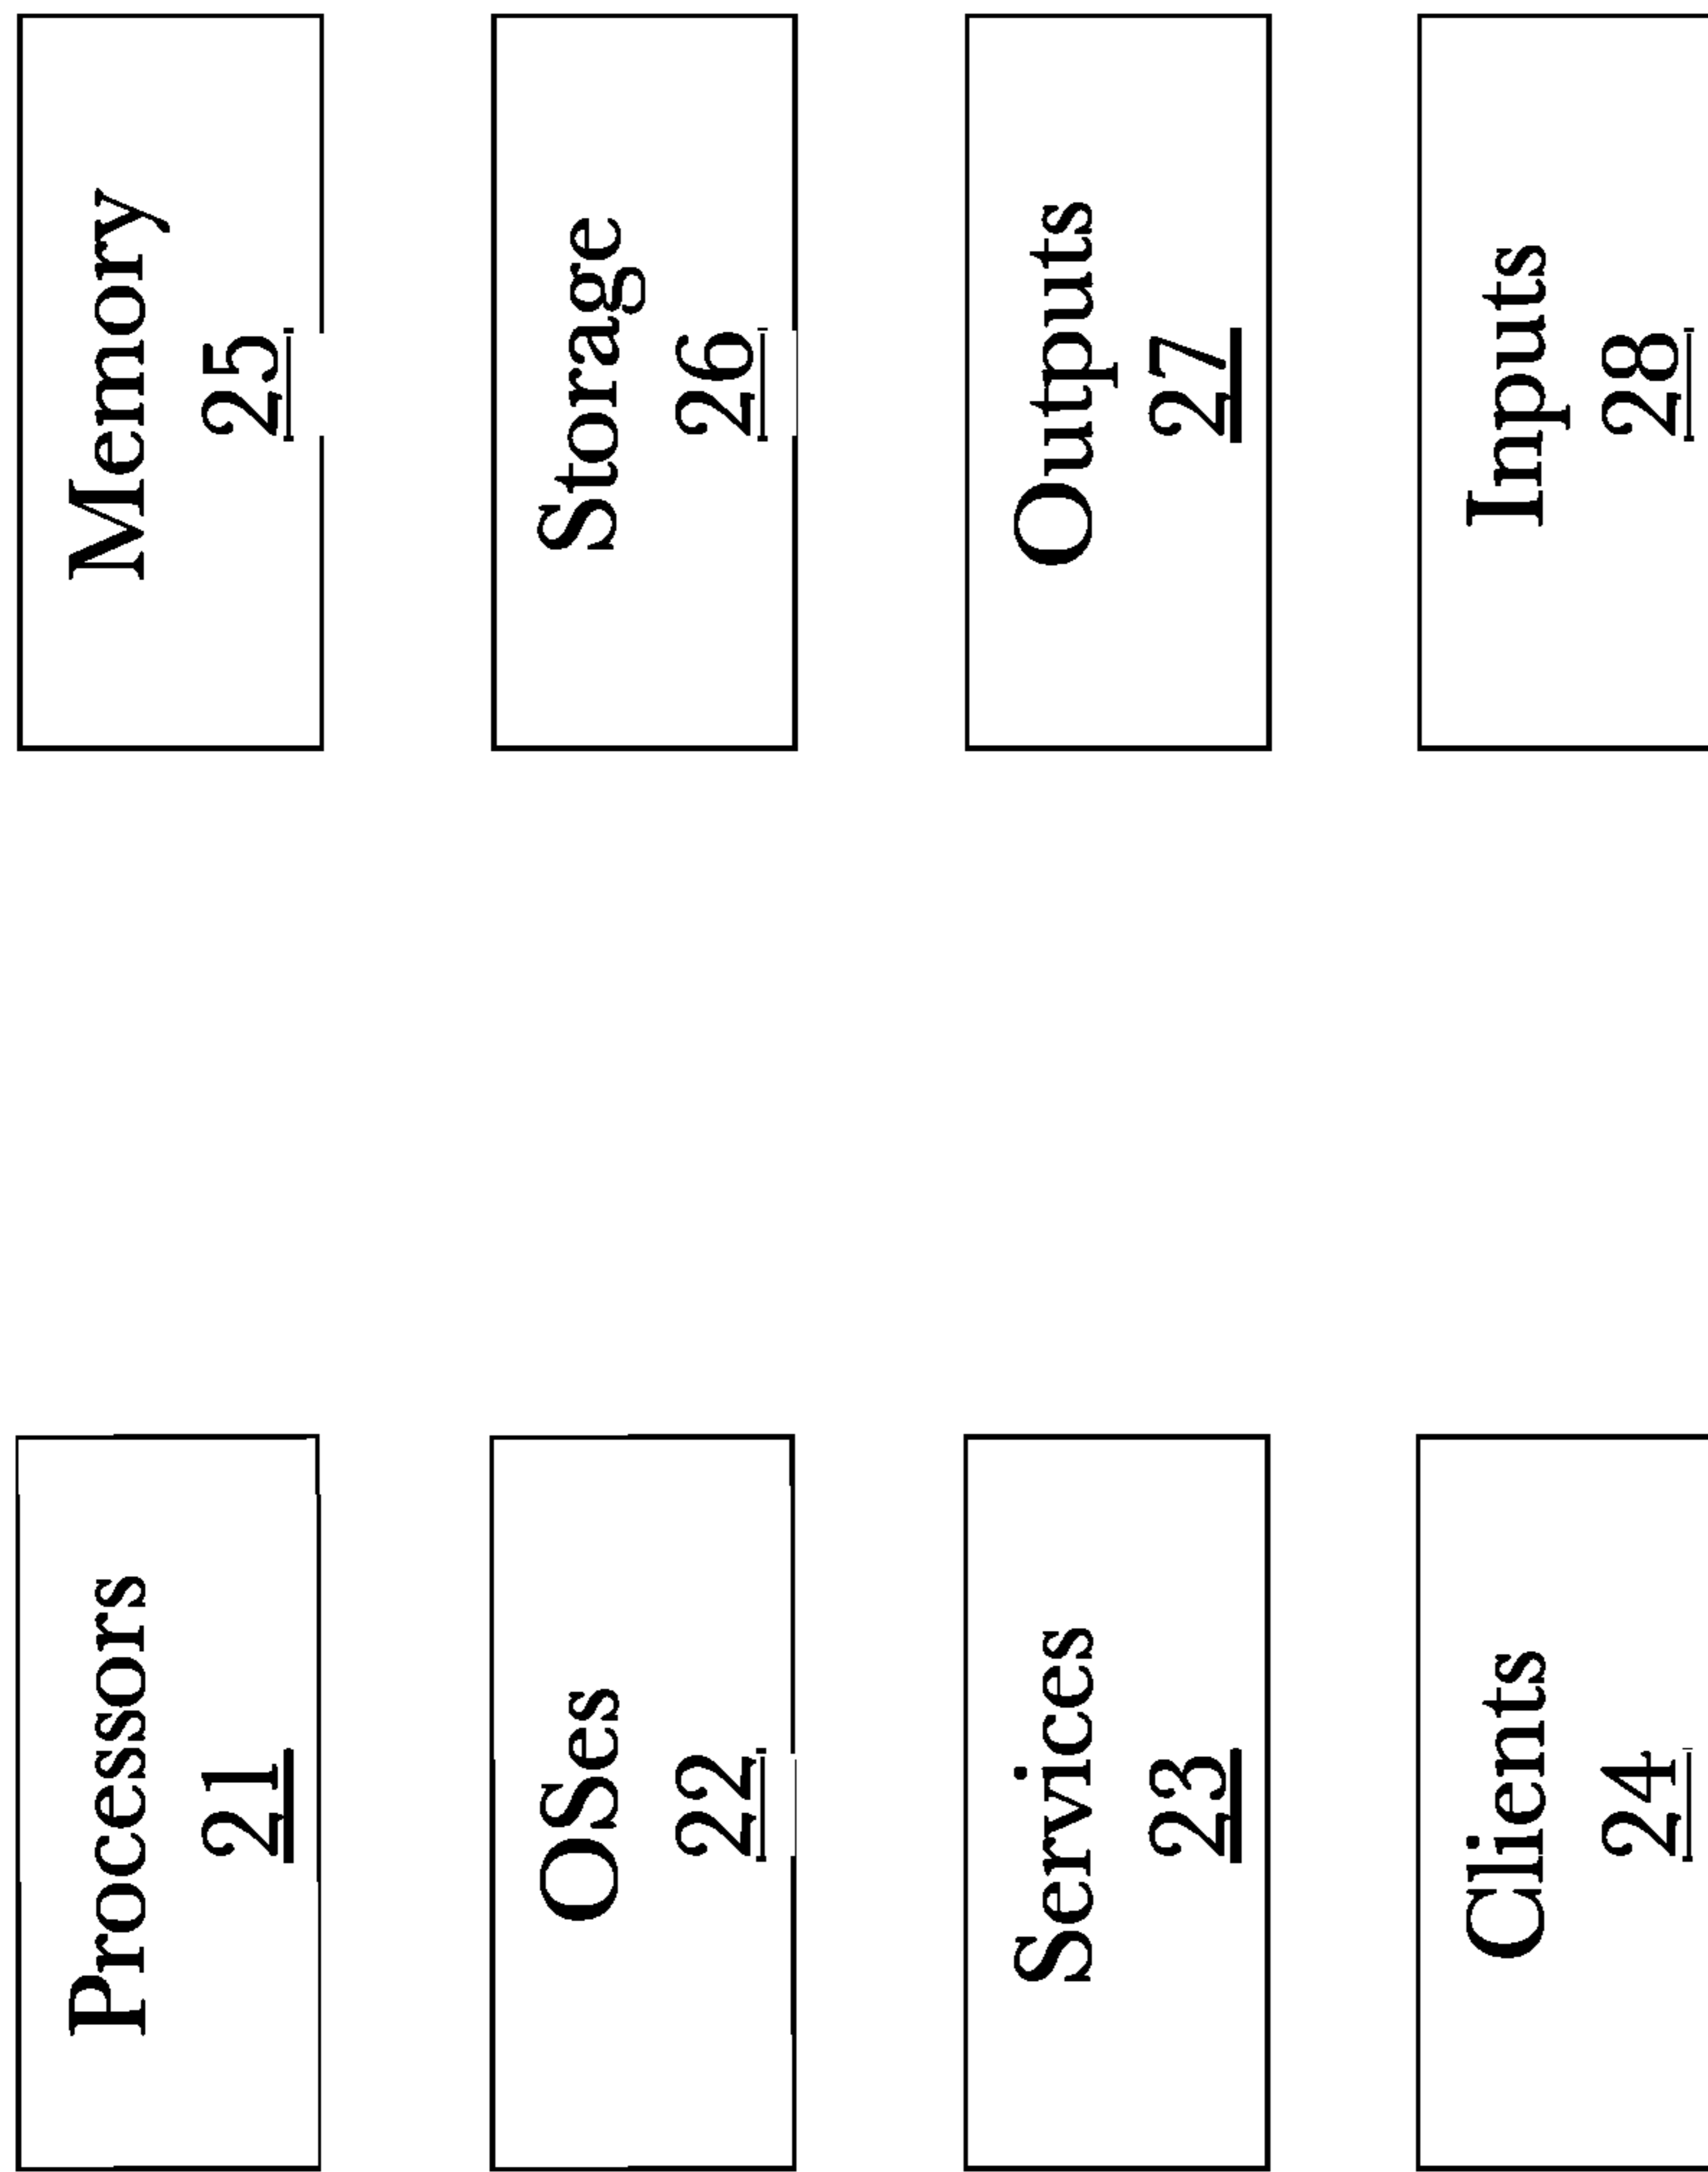 Processors
21
Memory
25
OSes
22
Storage
26
Services
23
Outputs
27
Clients
24
Inputs
28